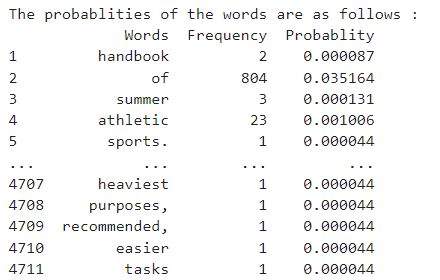 The probablities of the words are as follows :
Words Frequency Probablity
1 handbook 2 0.000087
2 of 804 0.035164
3 summer 3 0.000131
4 athletic 23 0.001006
5 sports. 1 0.000044
... ... ... ...
4707 heaviest 1 0.000044
4708 purposes, 1 0.000044
4709 recommended, 1 0.000044
4710 easier 1 0.000044
4711 tasks 1 0.000044